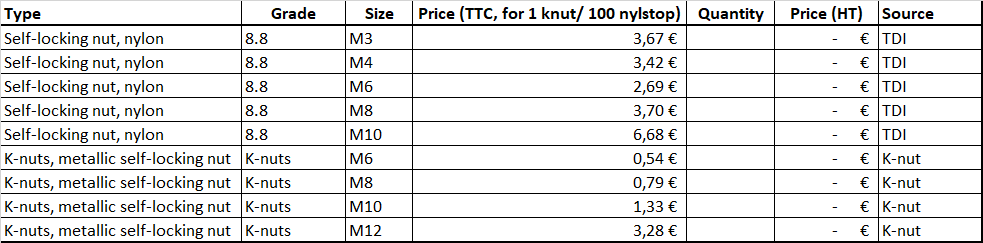 Type Grade Size Price (TTC, for 1 knut/ 100 nylstop) Quantity Price (HT) Source
Self-locking nut, nylon 8.8 M3 3,67 € - € TDI
Self-locking nut, nylon 8.8 M4 3,42 € - € TDI
Self-locking nut, nylon 8.8 M6 2,69 € - € TDI
Self-locking nut, nylon 8.8 M8 3,70 € - € TDI
Self-locking nut, nylon 8.8 M10 6,68 € - € TDI
K-nuts, metallic self-locking nut K-nuts M6 0,54 € - € K-nut
K-nuts, metallic self-locking nut K-nuts M8 0,79 € - € K-nut
K-nuts, metallic self-locking nut K-nuts M10 1,33 € - € K-nut
K-nuts, metallic self-locking nut K-nuts M12 3,28 € - € K-nut